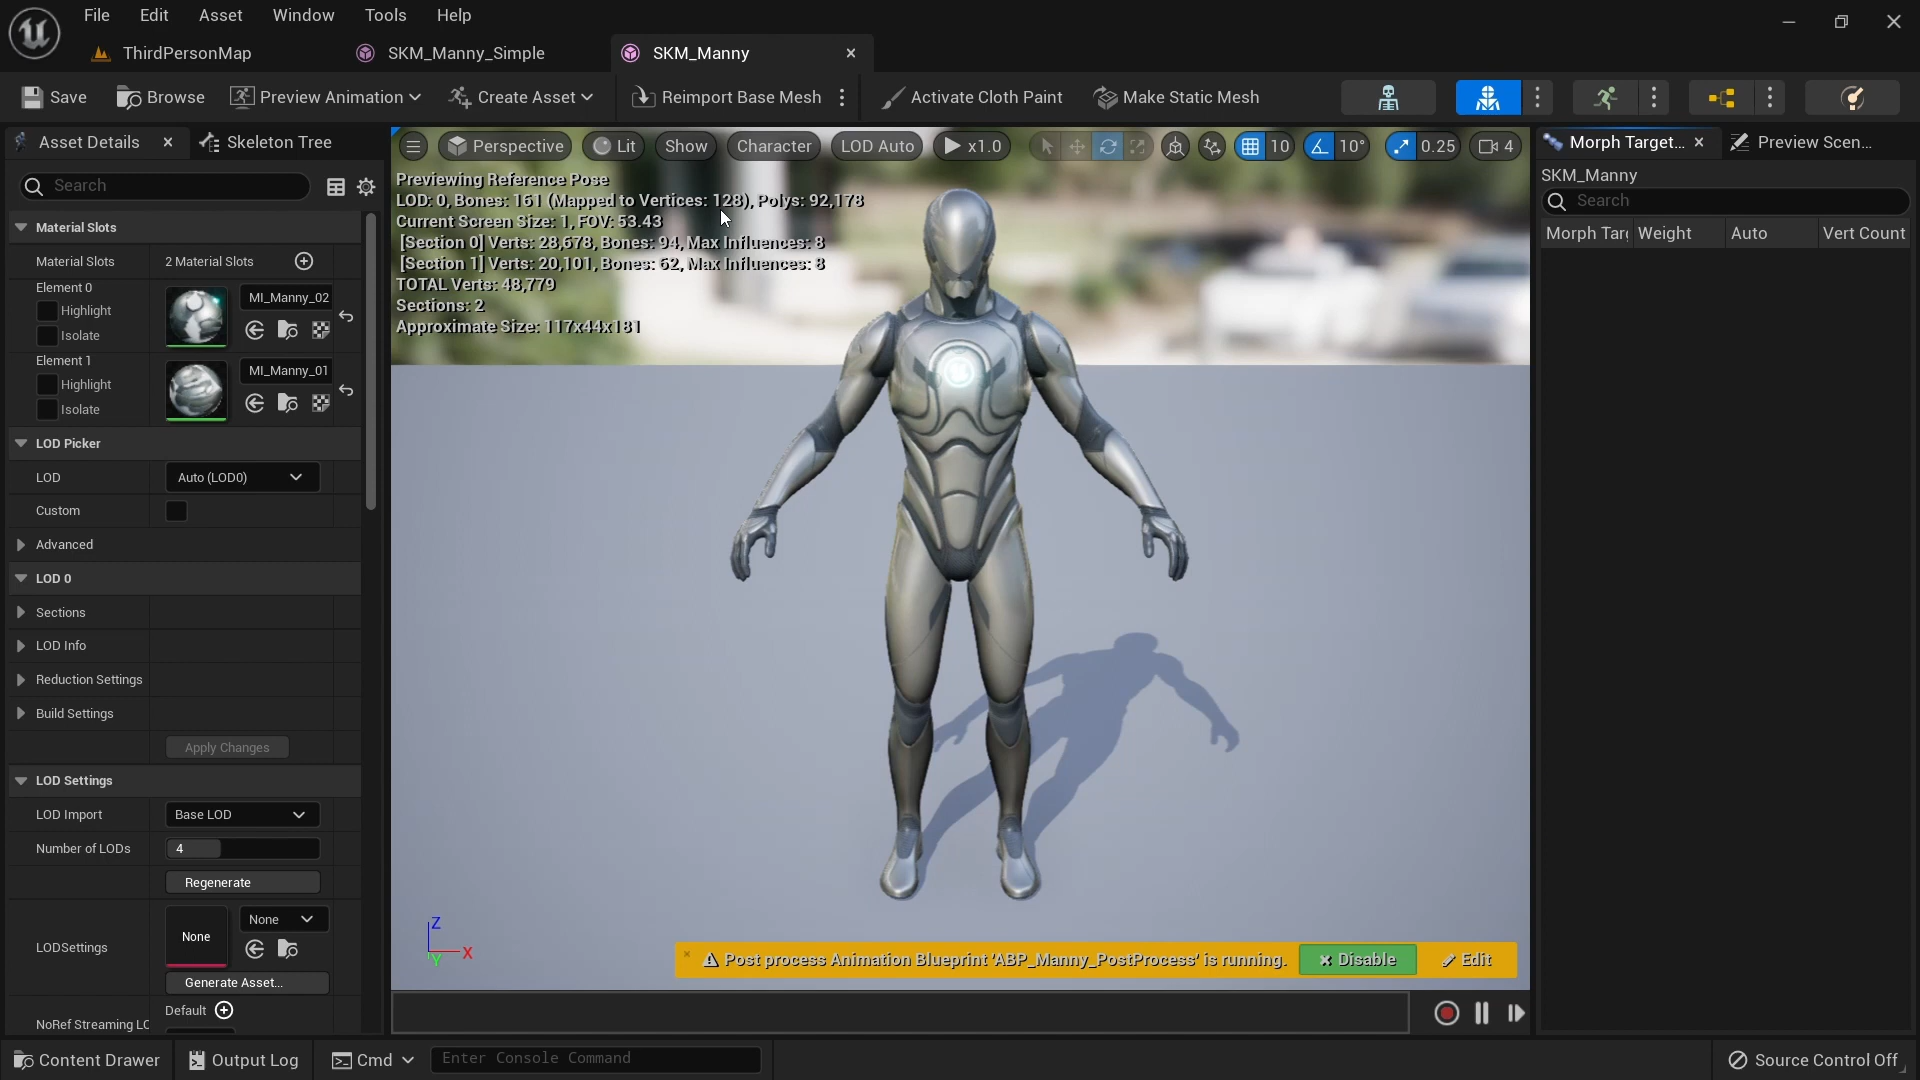 File Edit Asset Window Tools Help
ThirdPersonMap
SKM_Manny_Simple
SKM_Manny
Save
Browse
Preview Animation
Create Asset
Reimport Base Mesh
Activate Cloth Paint
Make Static Mesh
Asset Details
Skeleton Tree
Search
Material Slots
Material Slots
2 Material Slots
Element 0
Highlight
Isolate
MI_Manny_02
Element 1
Highlight
Isolate
MI_Manny_01
LOD Picker
LOD
Auto (LOD0)
Custom
Advanced
LOD 0
Sections
LOD Info
Reduction Settings
Build Settings
Apply Changes
LOD Settings
LOD Import
Base LOD
Number of LODs
4
Regenerate
LODSettings
None
None
Generate Asset...
Default
NoRef Streaming LO
Perspective
Lit
Show
Character
LOD Auto
x1.0
10
10°
0.25
4
Previewing Reference Pose
LOD: 0, Bones: 161 (Mapped to Vertices: 128), Polys: 92,178
Current Screen Size: 1, FOV: 53.43
[Section 0] Verts: 28,678, Bones: 94, Max Influences: 8
[Section 1] Verts: 20,101, Bones: 62, Max Influences: 8
TOTAL Verts: 48,779
Sections: 2
Approximate Size: 117x44x181
Z
X
Y
Post process Animation Blueprint 'ABP_Manny_PostProcess' is running.
Disable
Edit
Morph Target...
Preview Scen...
SKM_Manny
Search
Morph Targ
Weight
Auto
Vert Count
Content Drawer
Output Log
Cmd
Enter Console Command
Source Control Off